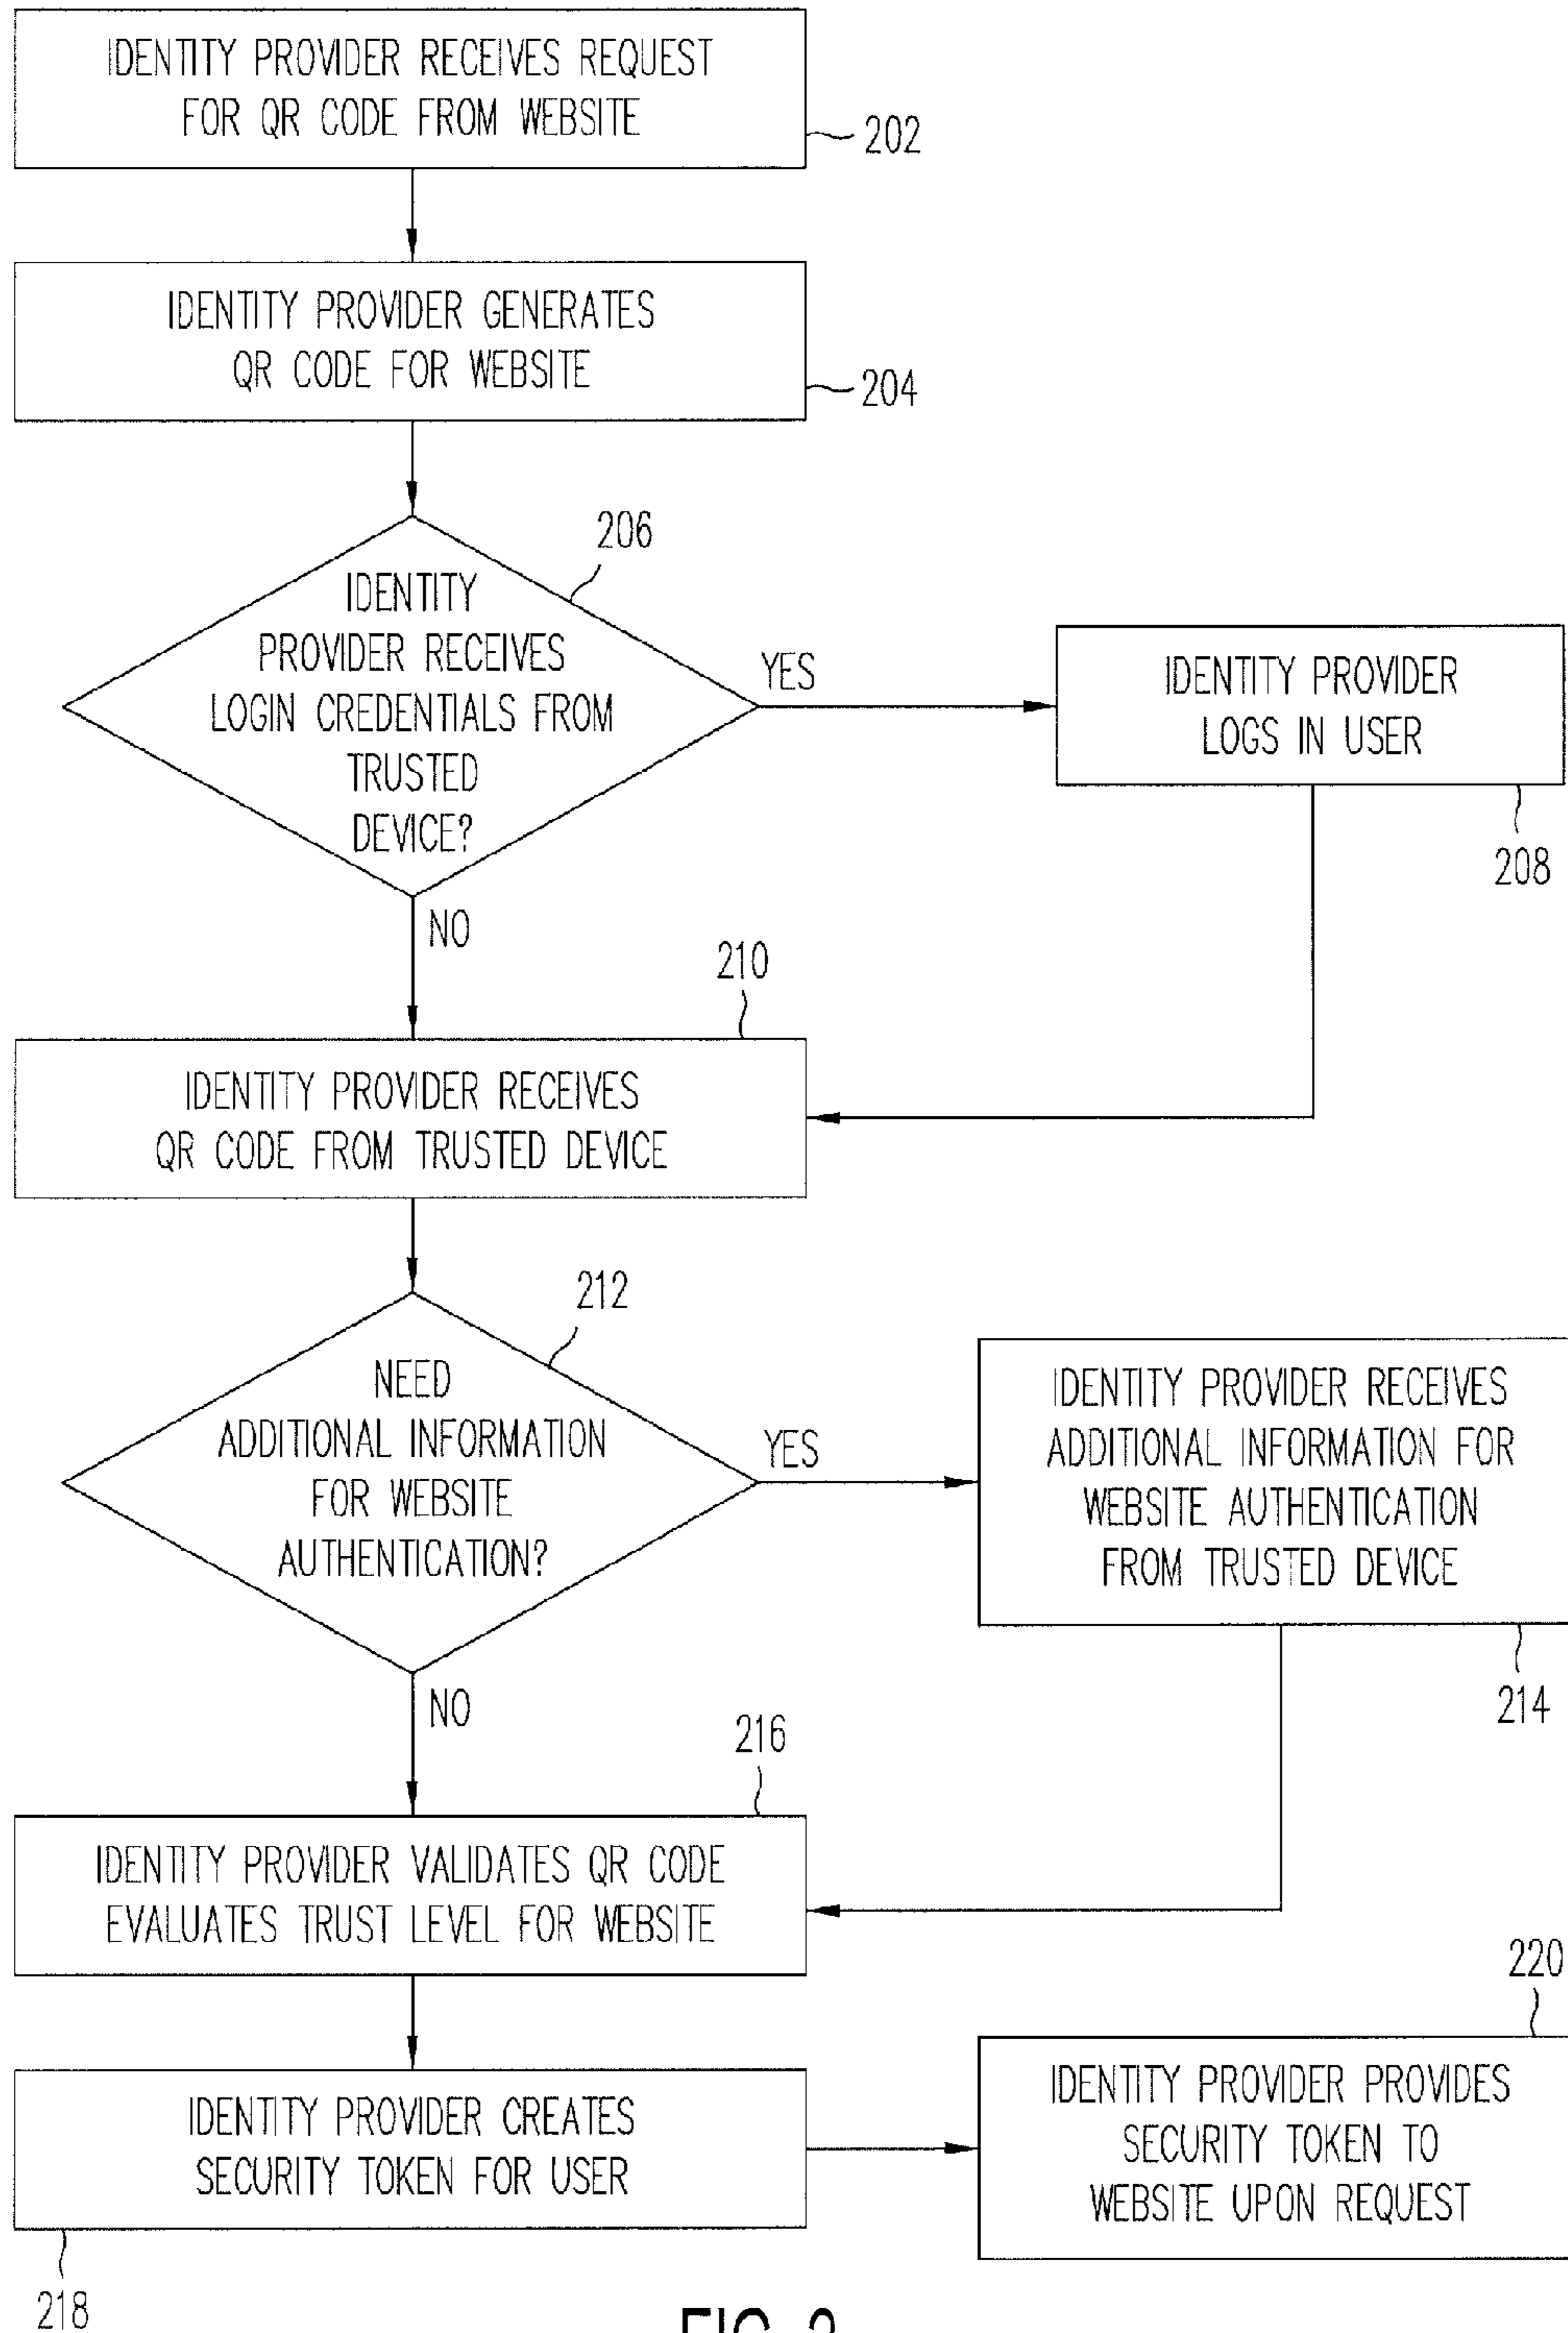 IDENTITY PROVIDER RECEIVES REQUEST
FOR QR CODE FROM WEBSITE
202
IDENTITY PROVIDER GENERATES
QR CODE FOR WEBSITE
204
206
IDENTITY
PROVIDER RECEIVES
LOGIN CREDENTIALS FROM
TRUSTED
DEVICE?
YES
IDENTITY PROVIDER
LOGS IN USER
208
NO
210
IDENTITY PROVIDER RECEIVES
QR CODE FROM TRUSTED DEVICE
212
NEED
ADDITIONAL INFORMATION
FOR WEBSITE
AUTHENTICATION?
YES
IDENTITY PROVIDER RECEIVES
ADDITIONAL INFORMATION FOR
WEBSITE AUTHENTICATION
FROM TRUSTED DEVICE
214
NO
216
IDENTITY PROVIDER VALIDATES QR CODE
EVALUATES TRUST LEVEL FOR WEBSITE
220
IDENTITY PROVIDER CREATES
SECURITY TOKEN FOR USER
218
IDENTITY PROVIDER PROVIDES
SECURITY TOKEN TO
WEBSITE UPON REQUEST
FIG.